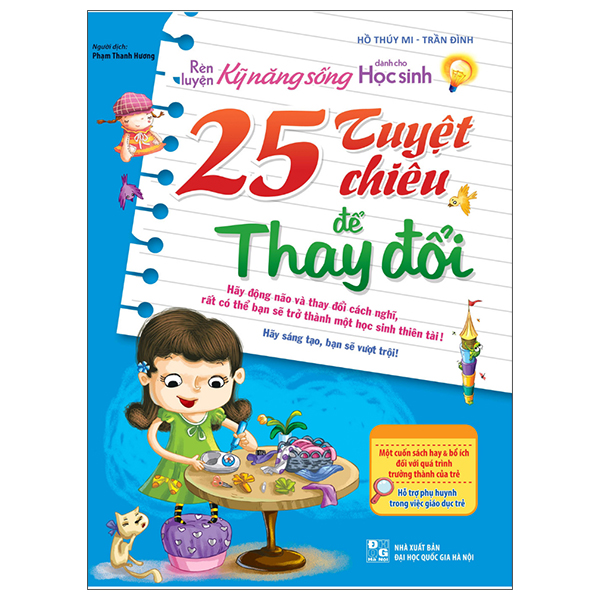 HỒ THÚY MI - TRẦN ĐÌNH
Người dịch:
Phạm Thanh Hương
Rèn luyện Kỹ năng sống dành cho Học sinh
25 Tuyệt chiêu
để
Thay đổi
Hãy động não và thay đổi cách nghĩ,
rất có thể bạn sẽ trở thành một học sinh thiên tài!
Hãy sáng tạo, bạn sẽ vượt trội!
Một cuốn sách hay & bổ ích
đối với quá trình
trưởng thành của trẻ
Hỗ trợ phụ huynh
trong việc giáo dục trẻ
ĐH
QG
HÀ NỘI
NHÀ XUẤT BẢN
ĐẠI HỌC QUỐC GIA HÀ NỘI